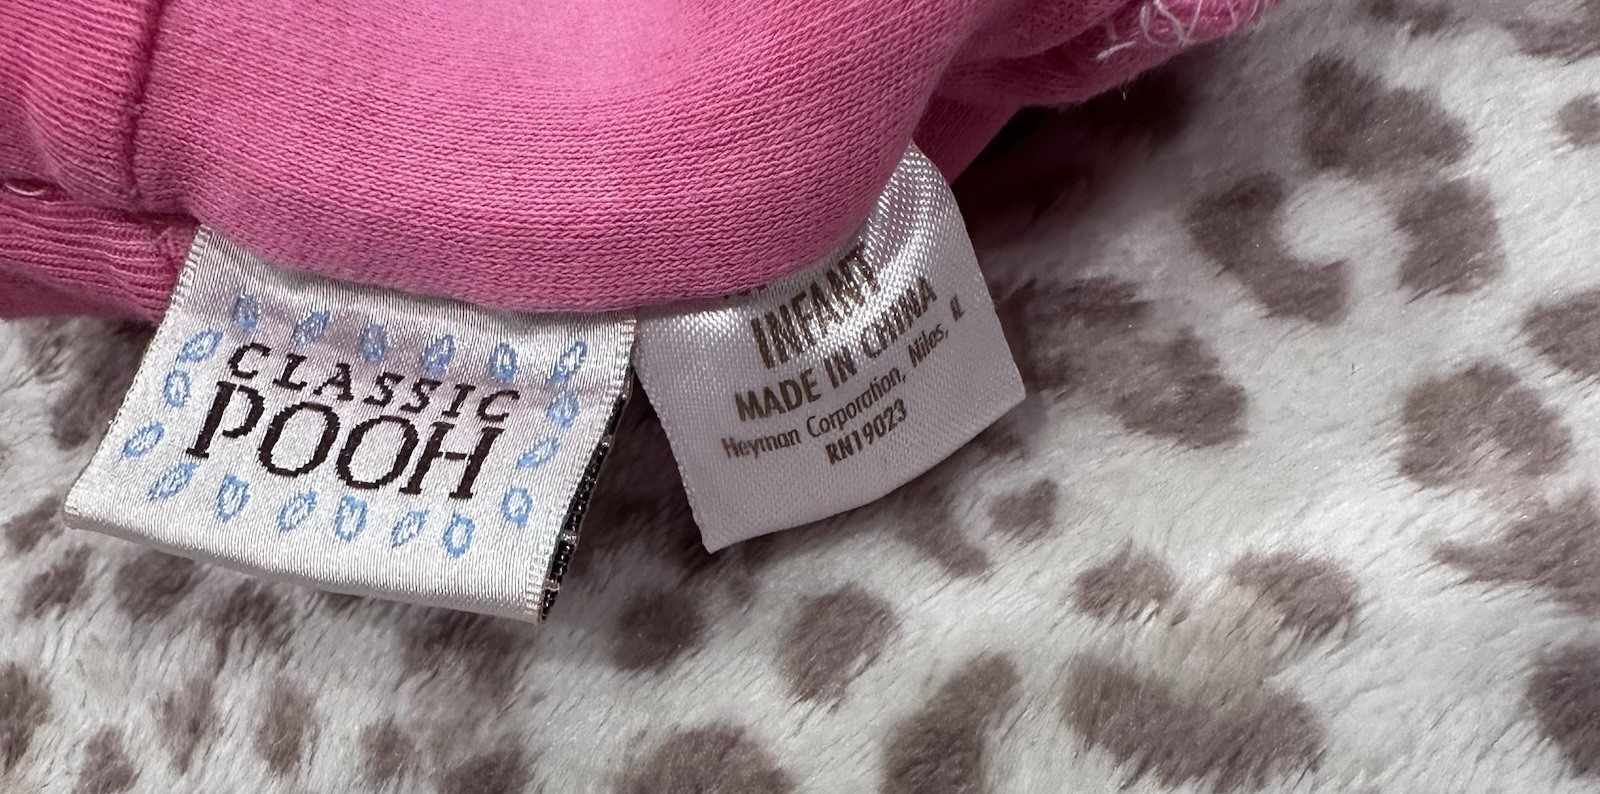 CLASSIC
POOH
INFANT
MADE IN CHINA
Heyman Corporation, Niles, IL
RN19023